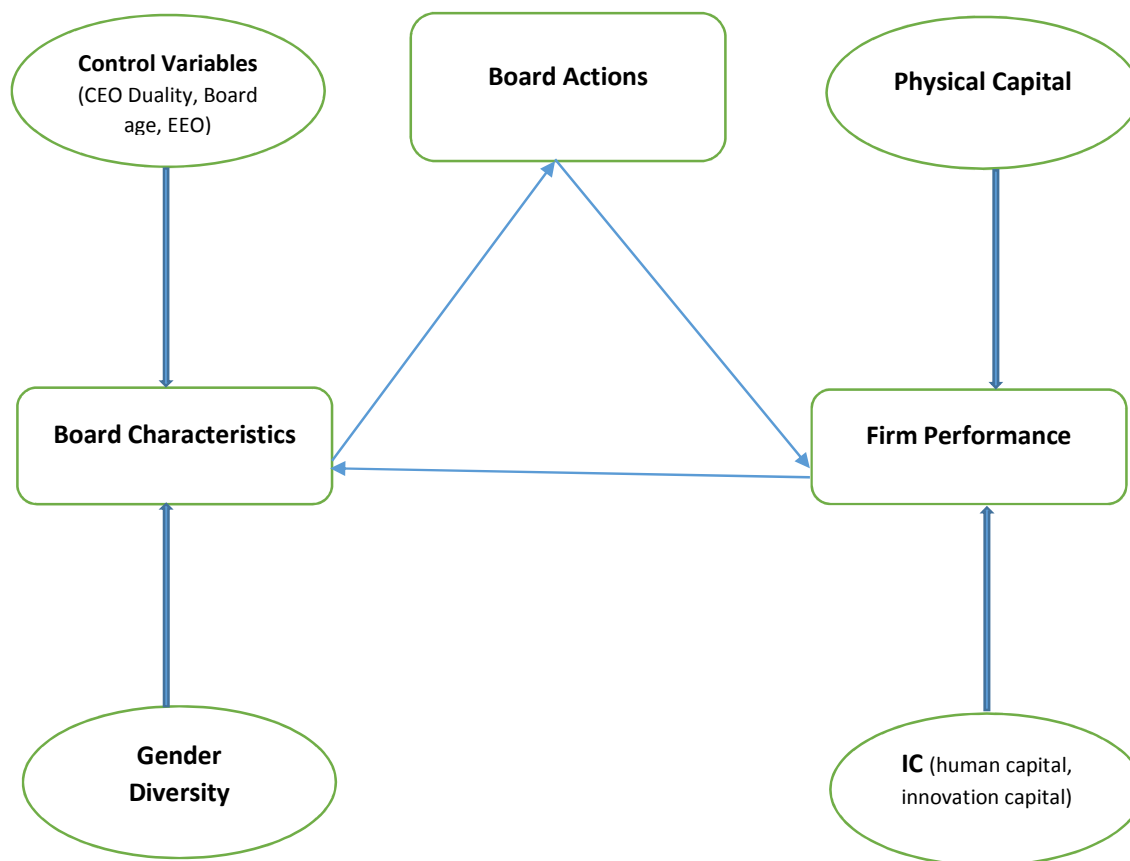 Control Variables
(CEO Duality, Board
age, EEO)
Board Actions
Physical Capital
Board Characteristics
Firm Performance
Gender
Diversity
IC (human capital,
innovation capital)